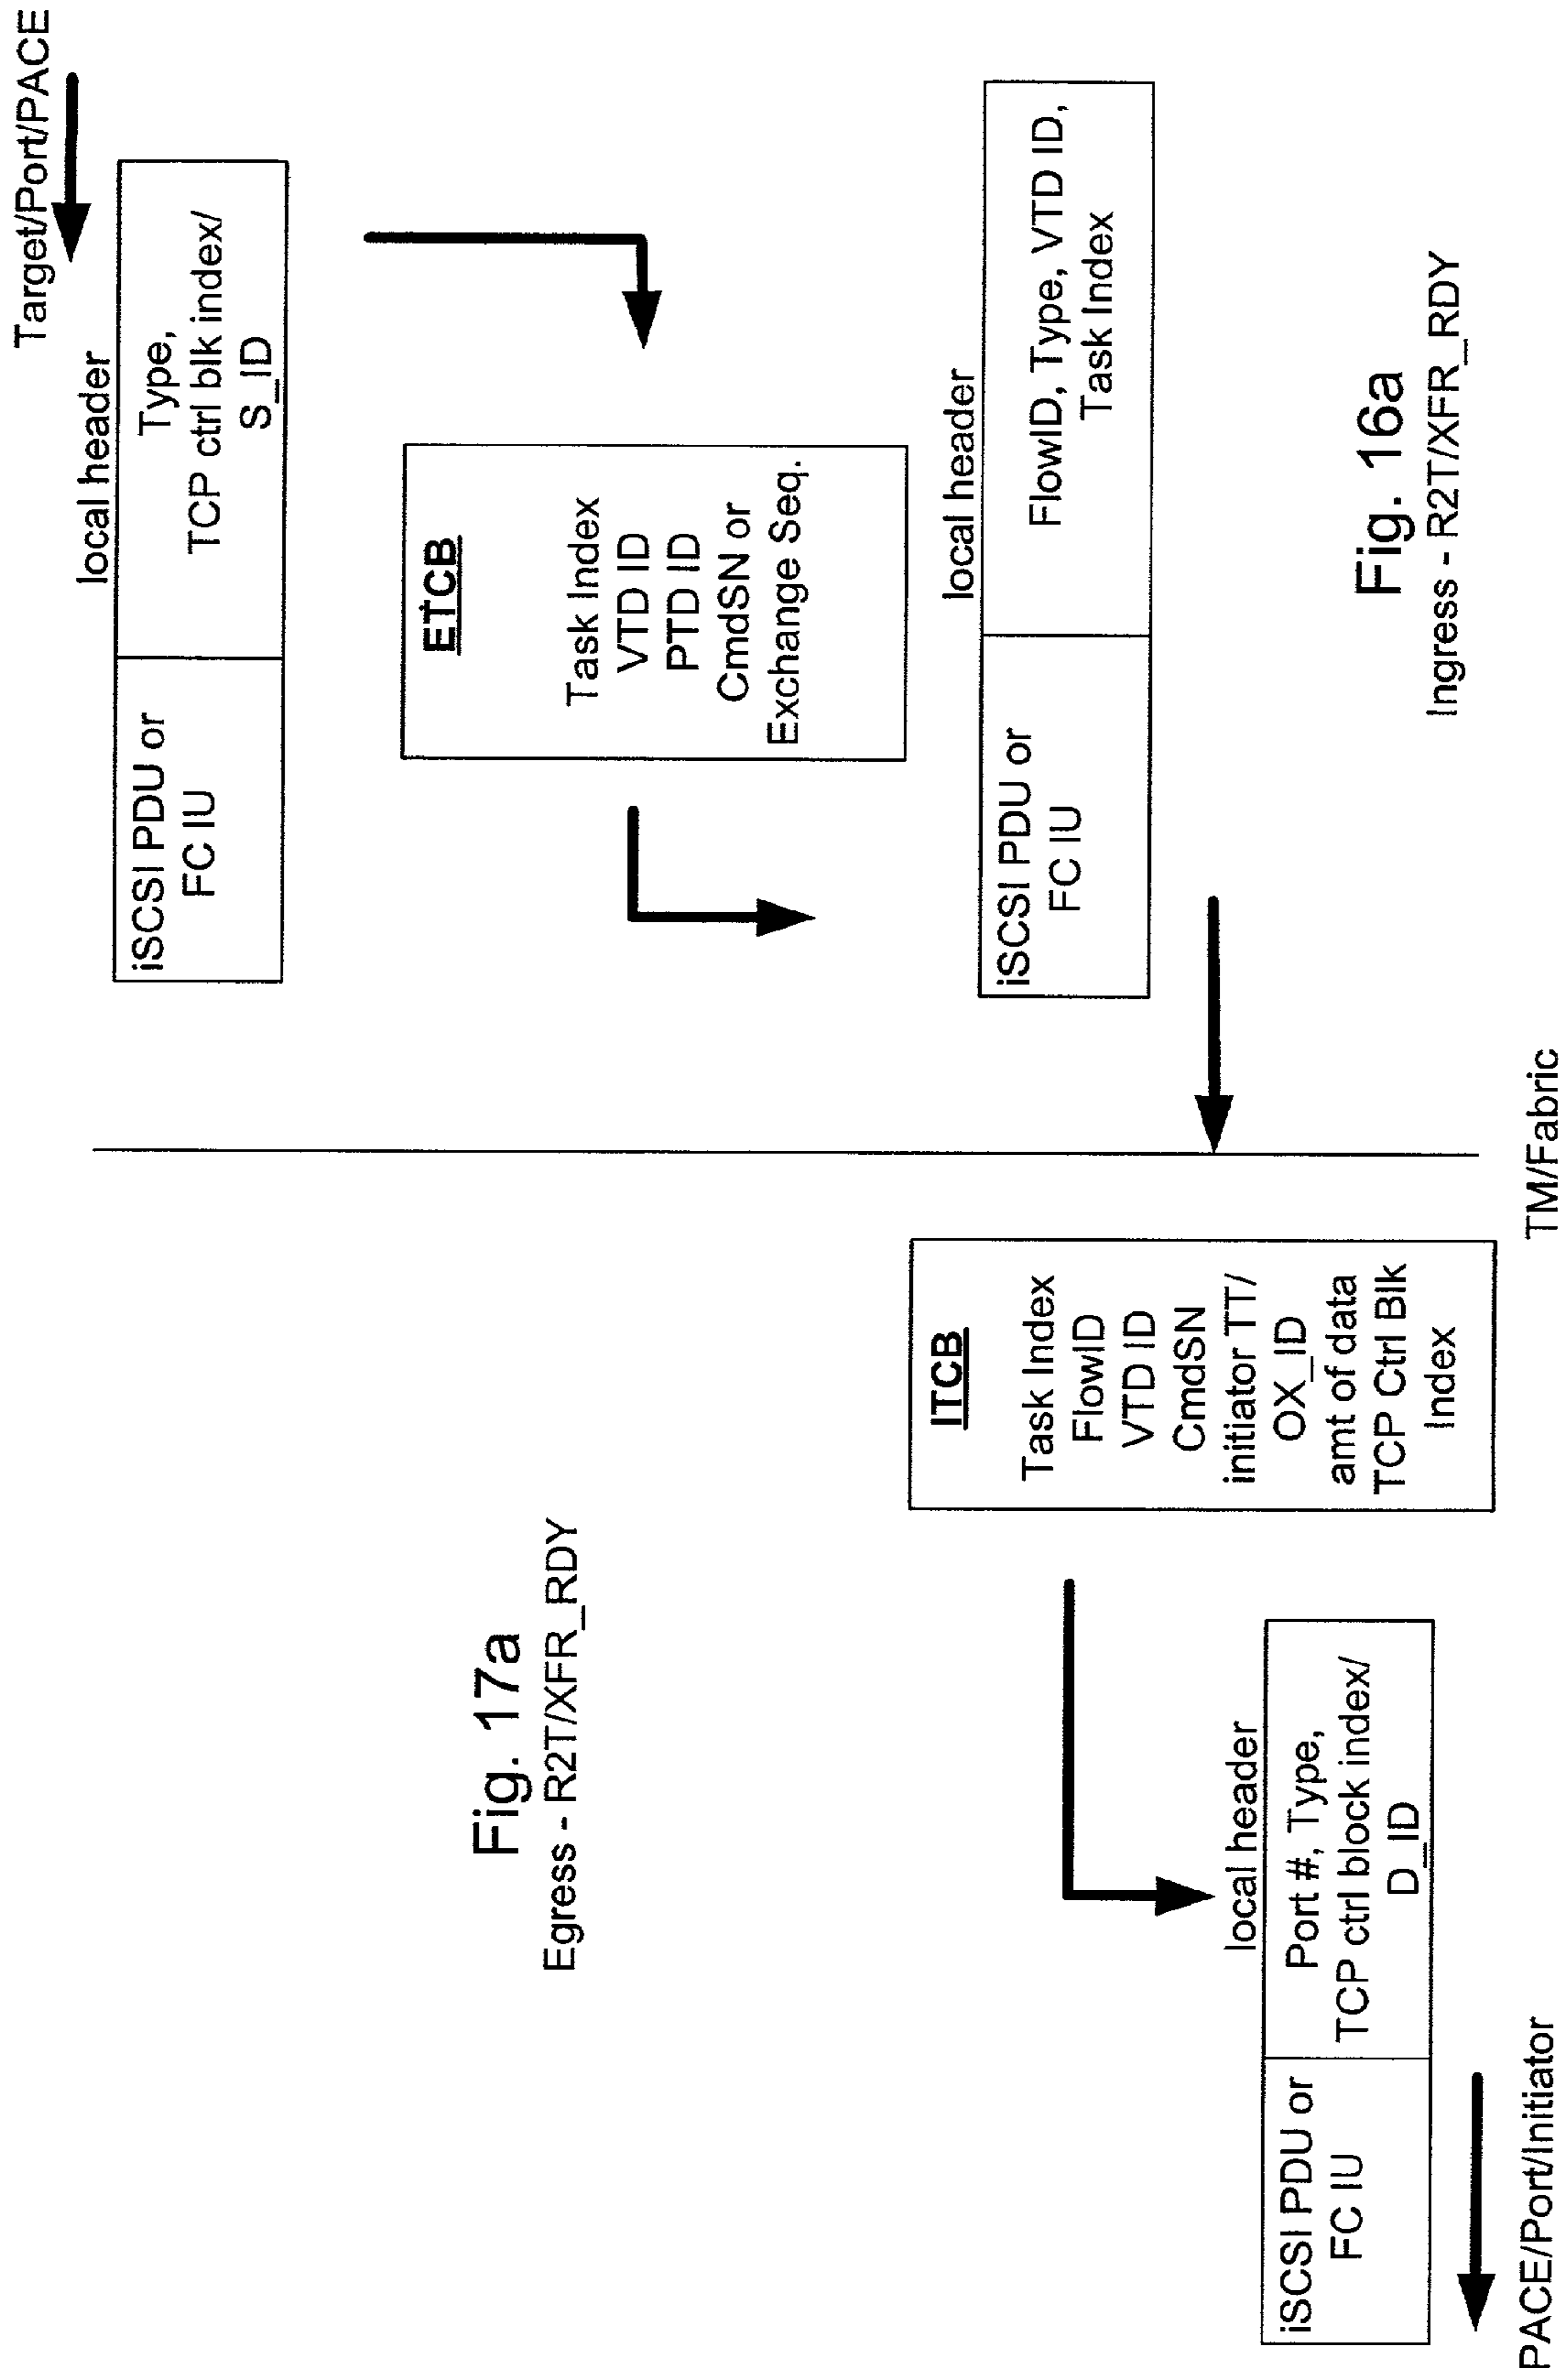 Target/Port/PACE
local header
iSCSI PDU or
FC IU
Type,
TCP ctrl blk index/
S_ID
ETCB
Task Index
VTD ID
PTD ID
CmdSN or
Exchange Seq.
local header
iSCSI PDU or
FC IU
FlowID, Type, VTD ID,
Task Index
Fig. 16a
Ingress - R2T/XFR_RDY
TM/Fabric
Fig. 17a
Egress - R2T/XFR_RDY
ITCB
Task Index
FlowID
VTD ID
CmdSN
initiator TT/
OX_ID
amt of data
TCP Ctrl Blk
Index
local header
iSCSI PDU or
FC IU
Port #, Type,
TCP ctrl block index/
D_ID
PACE/Port/Initiator